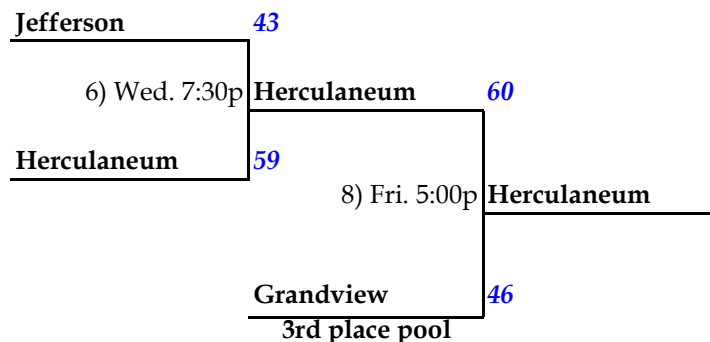 Jefferson 43
6) Wed. 7:30p Herculaneum 60
Herculaneum 59
8) Fri. 5:00p Herculaneum
Grandview 46
3rd place pool